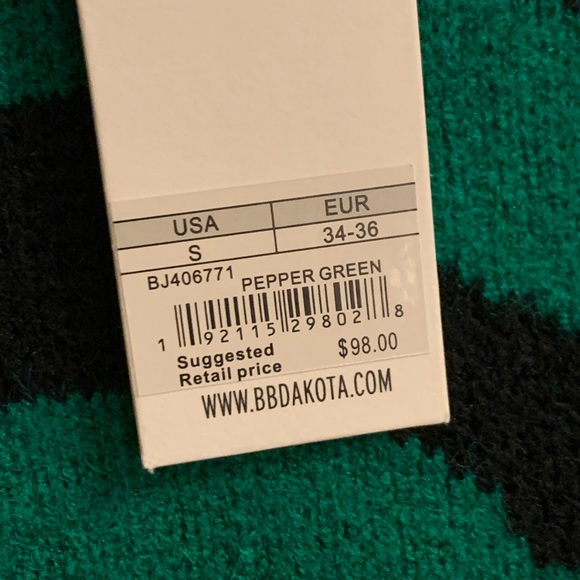 USA EUR
S 34-36
BJ406771 PEPPER GREEN
1 92115 29802 8
Suggested
Retail price $98.00
WWW.BBDAKOTA.COM